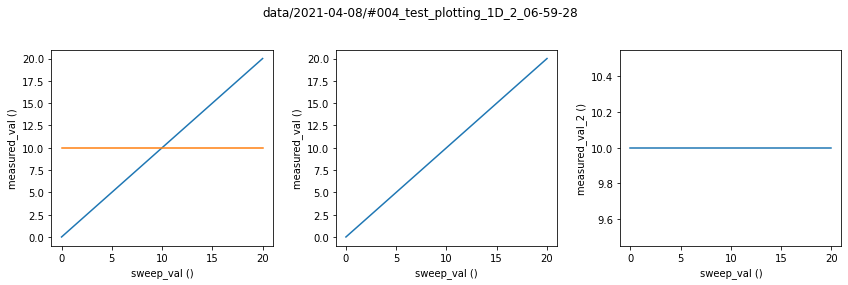 data/2021-04-08/#004_test_plotting_1D_2_06-59-28
measured_val ()
20.0
17.5
15.0
12.5
10.0
7.5
5.0
2.5
0.0
0 5 10 15 20
sweep_val ()
measured_val ()
20.0
17.5
15.0
12.5
10.0
7.5
5.0
2.5
0.0
0 5 10 15 20
sweep_val ()
measured_val_2 ()
10.4
10.2
10.0
9.8
9.6
0 5 10 15 20
sweep_val ()